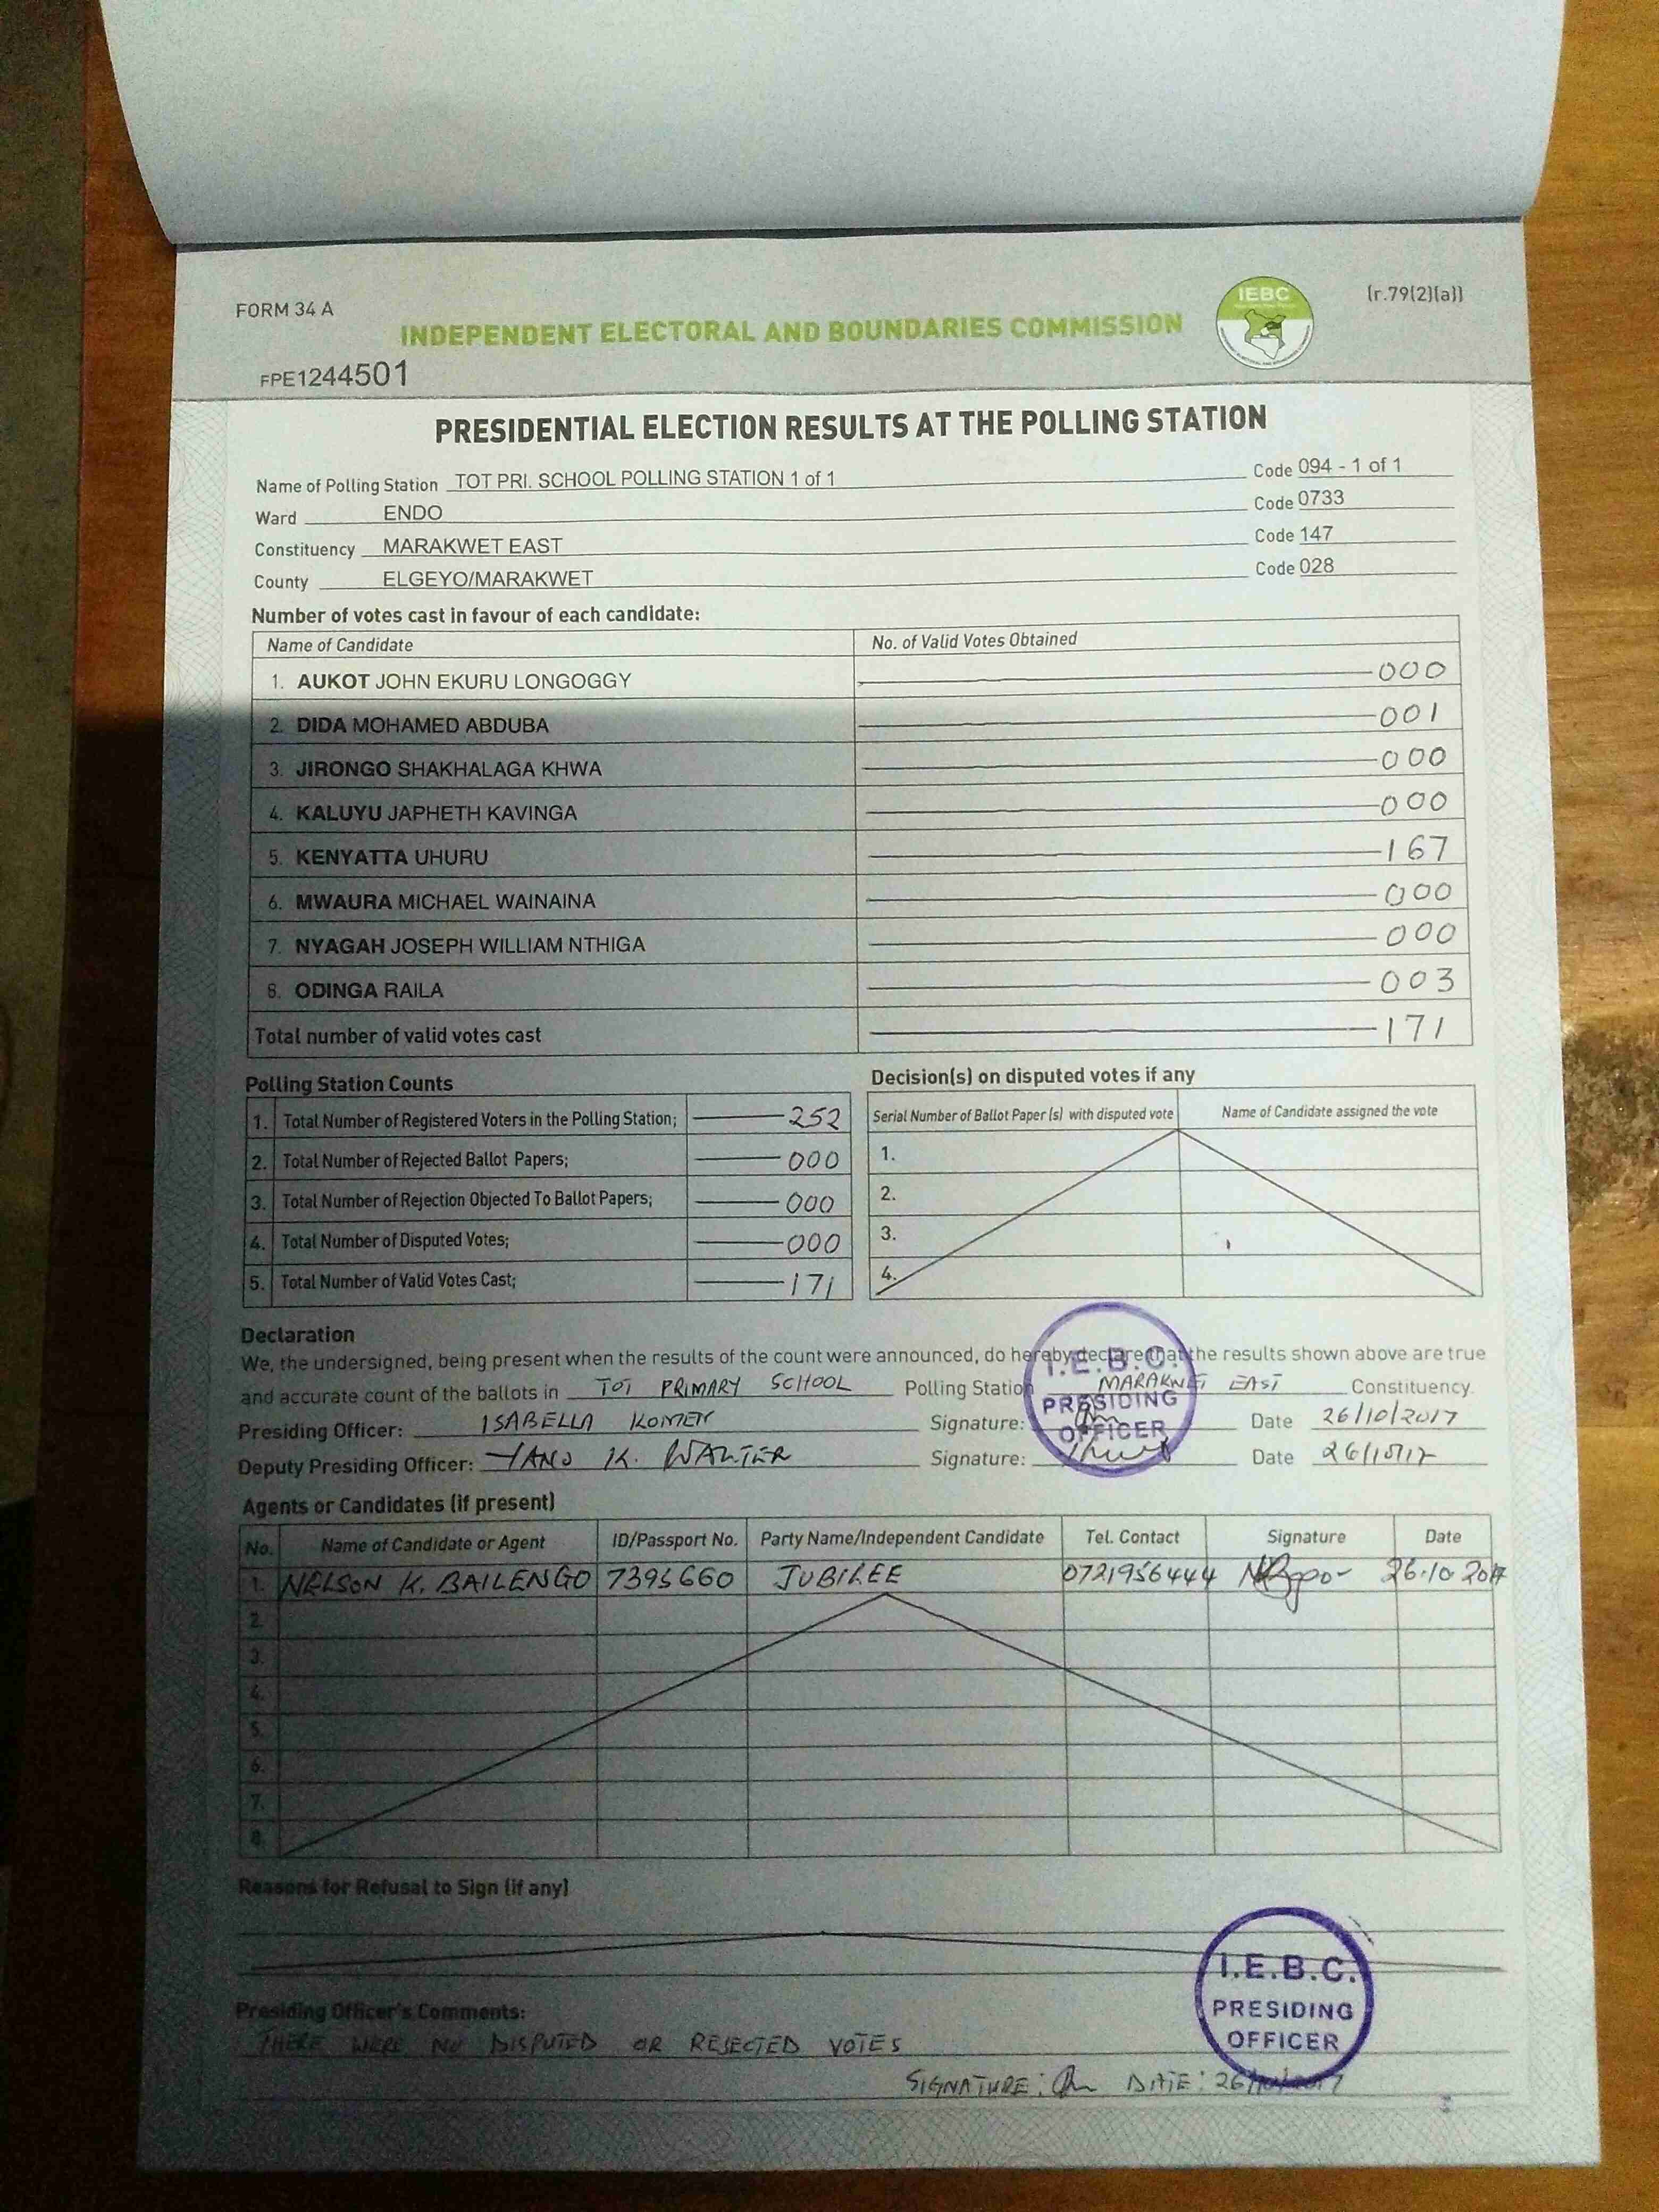 FORM 34 A
IEBC
(r.79(2)(a))
INDEPENDENT ELECTORAL AND BOUNDARIES COMMISSION
FPE1244501
PRESIDENTIAL ELECTION RESULTS AT THE POLLING STATION
Name of Polling Station TOT PRI. SCHOOL POLLING STATION 1 of 1 Code 094 - 1 of 1
Ward ENDO Code 0733
Constituency MARAKWET EAST Code 147
County ELGEYO/MARAKWET Code 028
Number of votes cast in favour of each candidate:
Name of Candidate No. of Valid Votes Obtained
1. AUKOT JOHN EKURU LONGOGGY 000
2. DIDA MOHAMED ABDUBA 001
3. JIRONGO SHAKHALAGA KHWA 000
4. KALUYU JAPHETH KAVINGA 000
5. KENYATTA UHURU 167
6. MWAURA MICHAEL WAINAINA 000
7. NYAGAH JOSEPH WILLIAM NTHIGA 000
8. ODINGA RAILA 003
Total number of valid votes cast 171
Polling Station Counts
1. Total Number of Registered Voters in the Polling Station; 252
2. Total Number of Rejected Ballot Papers; 000
3. Total Number of Rejection Objected To Ballot Papers; 000
4. Total Number of Disputed Votes; 000
5. Total Number of Valid Votes Cast; 171
Decision(s) on disputed votes if any
Serial Number of Ballot Paper (s) with disputed vote Name of Candidate assigned the vote
1.
2.
3.
4.
Declaration
We, the undersigned, being present when the results of the count were announced, do hereby declare that the results shown above are true
and accurate count of the ballots in TOT PRIMARY SCHOOL Polling Station MARAKWET EAST Constituency.
Presiding Officer: ISABELLA KOMEN Signature: Date 26/10/2017
Deputy Presiding Officer: YANO K. WALTER Signature: Date 26/10/17
I.E.B.C.
PRESIDING
OFFICER
Agents or Candidates (if present)
No. Name of Candidate or Agent ID/Passport No. Party Name/Independent Candidate Tel. Contact Signature Date
1. NELSON K. BAILENGO 7395660 JUBILEE 0721956444 26.10.2017
2.
3.
4.
5.
6.
7.
8.
Reasons for Refusal to Sign (if any)
Presiding Officer's Comments:
THERE WERE NO DISPUTED OR REJECTED VOTES
SIGNATURE: DATE: 26/10/2017
I.E.B.C.
PRESIDING
OFFICER